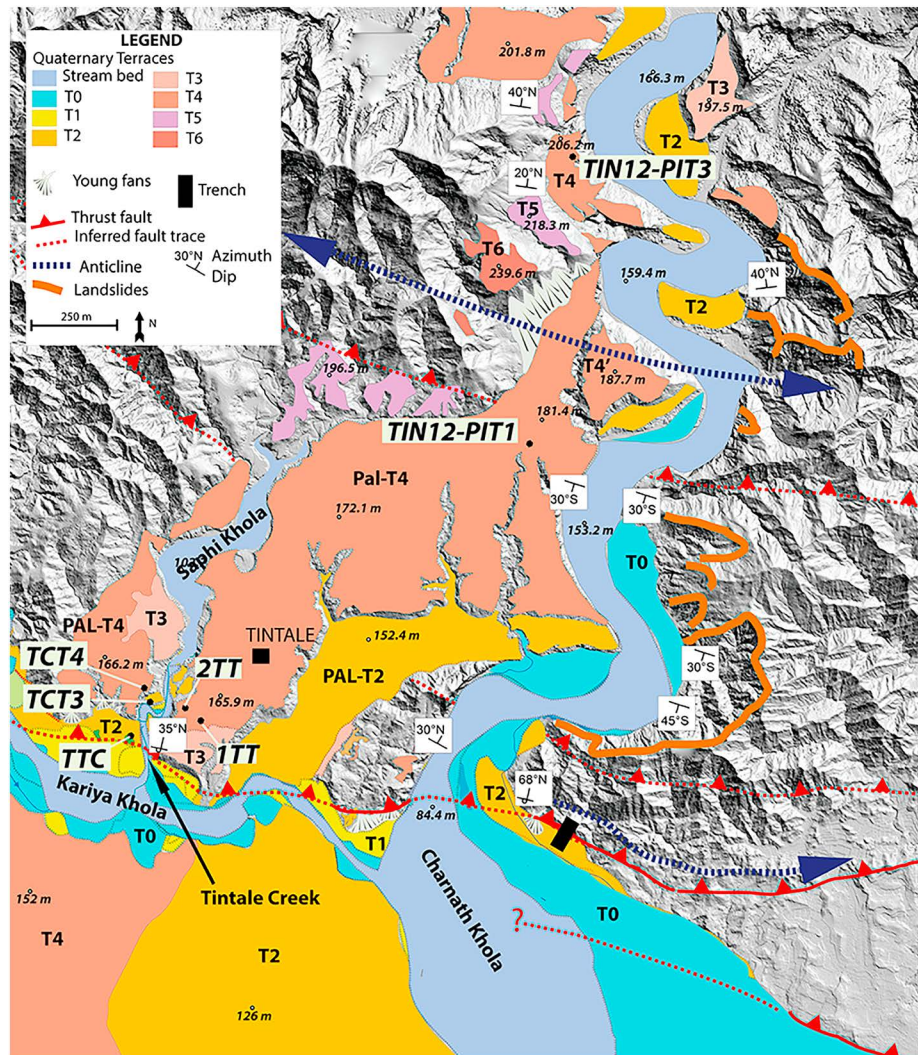 LEGEND
Quaternary Terraces
Stream bed
T0
T1
T2
T3
T4
T5
T6
Young fans
Trench
Thrust fault
Inferred fault trace
Anticline
Landslides
30°N Azimuth
Dip
250 m
N
201.8 m
166.3 m
T3
197.5 m
40°N
T2
206.2 m
TIN12-PIT3
T4
20°N
T5
218.3 m
T6
239.6 m
159.4 m
40°N
T2
196.5 m
T4'
187.7 m
181.4 m
TIN12-PIT1
Pal-T4
30°S
30°S
172.1 m
153.2 m
Saphi Khola
T0
T3
PAL-T4
TINTALE
152.4 m
TCT4
166.2 m
2TT
PAL-T2
30°S
TCT3
165.9 m
45°S
T2
35°N
30°N
TTC
T3
1TT
68°N
T2
Kariya Khola
84.4 m
T0
T1
Tintale Creek
152 m
Charnath Khola
T0
T4
?
T2
126 m